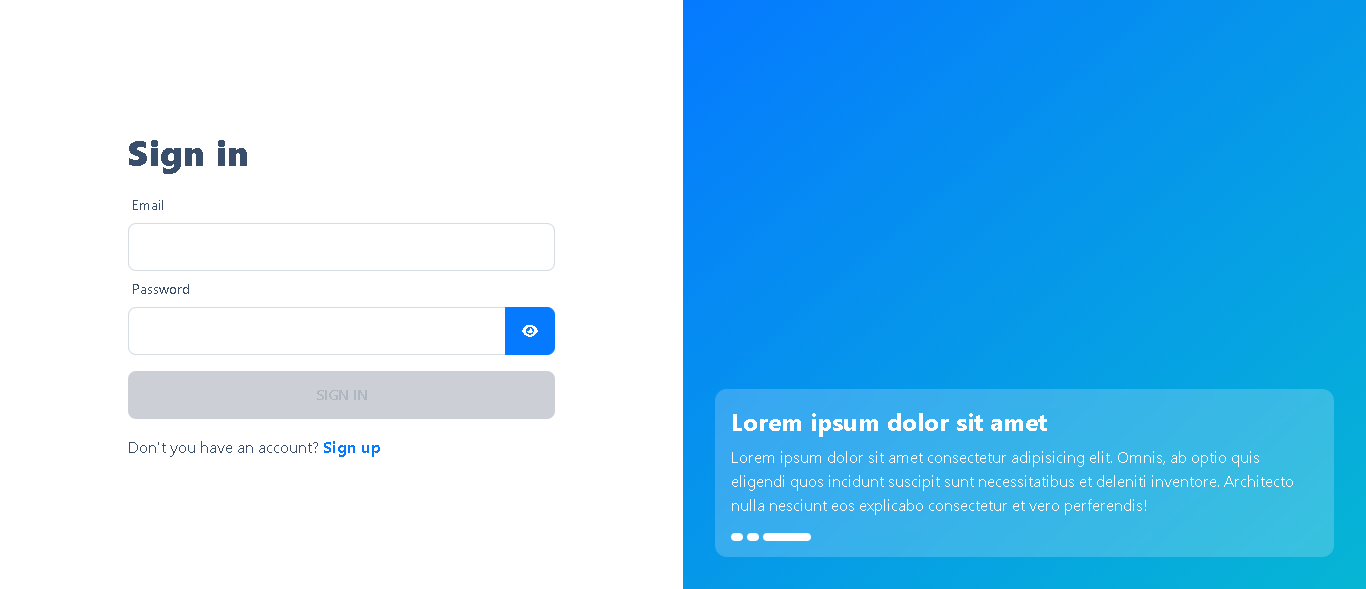 Sign in
Email
Password
SIGN IN
Don't you have an account? Sign up
Lorem ipsum dolor sit amet
Lorem ipsum dolor sit amet consectetur adipisicing elit. Omnis, ab optio quis
eligendi quos incidunt suscipit sunt necessitatibus et deleniti inventore. Architecto
nulla nesciunt eos explicabo consectetur et vero perferendis!